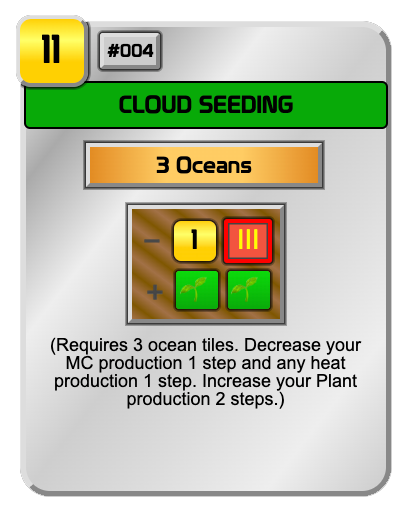 11
#004
CLOUD SEEDING
3 Oceans
- 1 III
+
(Requires 3 ocean tiles. Decrease your
MC production 1 step and any heat
production 1 step. Increase your Plant
production 2 steps.)